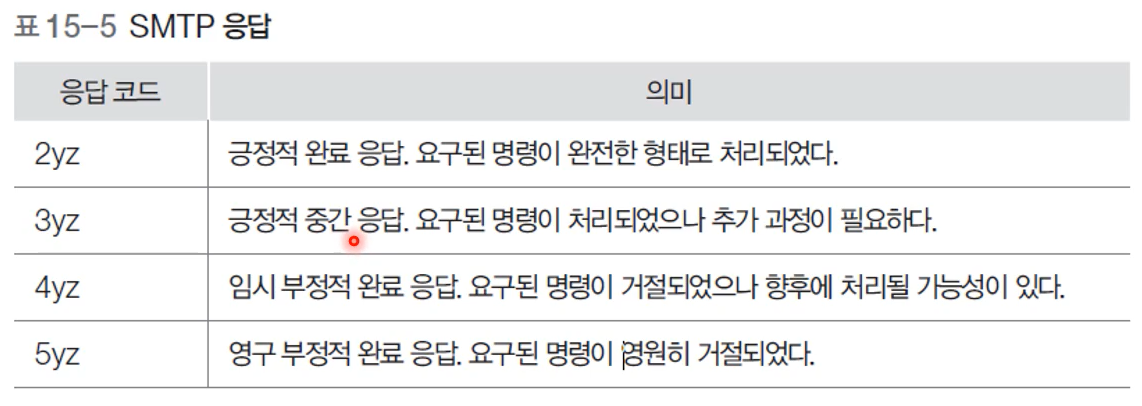 표 15-5 SMTP 응답
응답 코드 의미
2yz 긍정적 완료 응답. 요구된 명령이 완전한 형태로 처리되었다.
3yz 긍정적 중간 응답. 요구된 명령이 처리되었으나 추가 과정이 필요하다.
4yz 임시 부정적 완료 응답. 요구된 명령이 거절되었으나 향후에 처리될 가능성이 있다.
5yz 영구 부정적 완료 응답. 요구된 명령이 영원히 거절되었다.